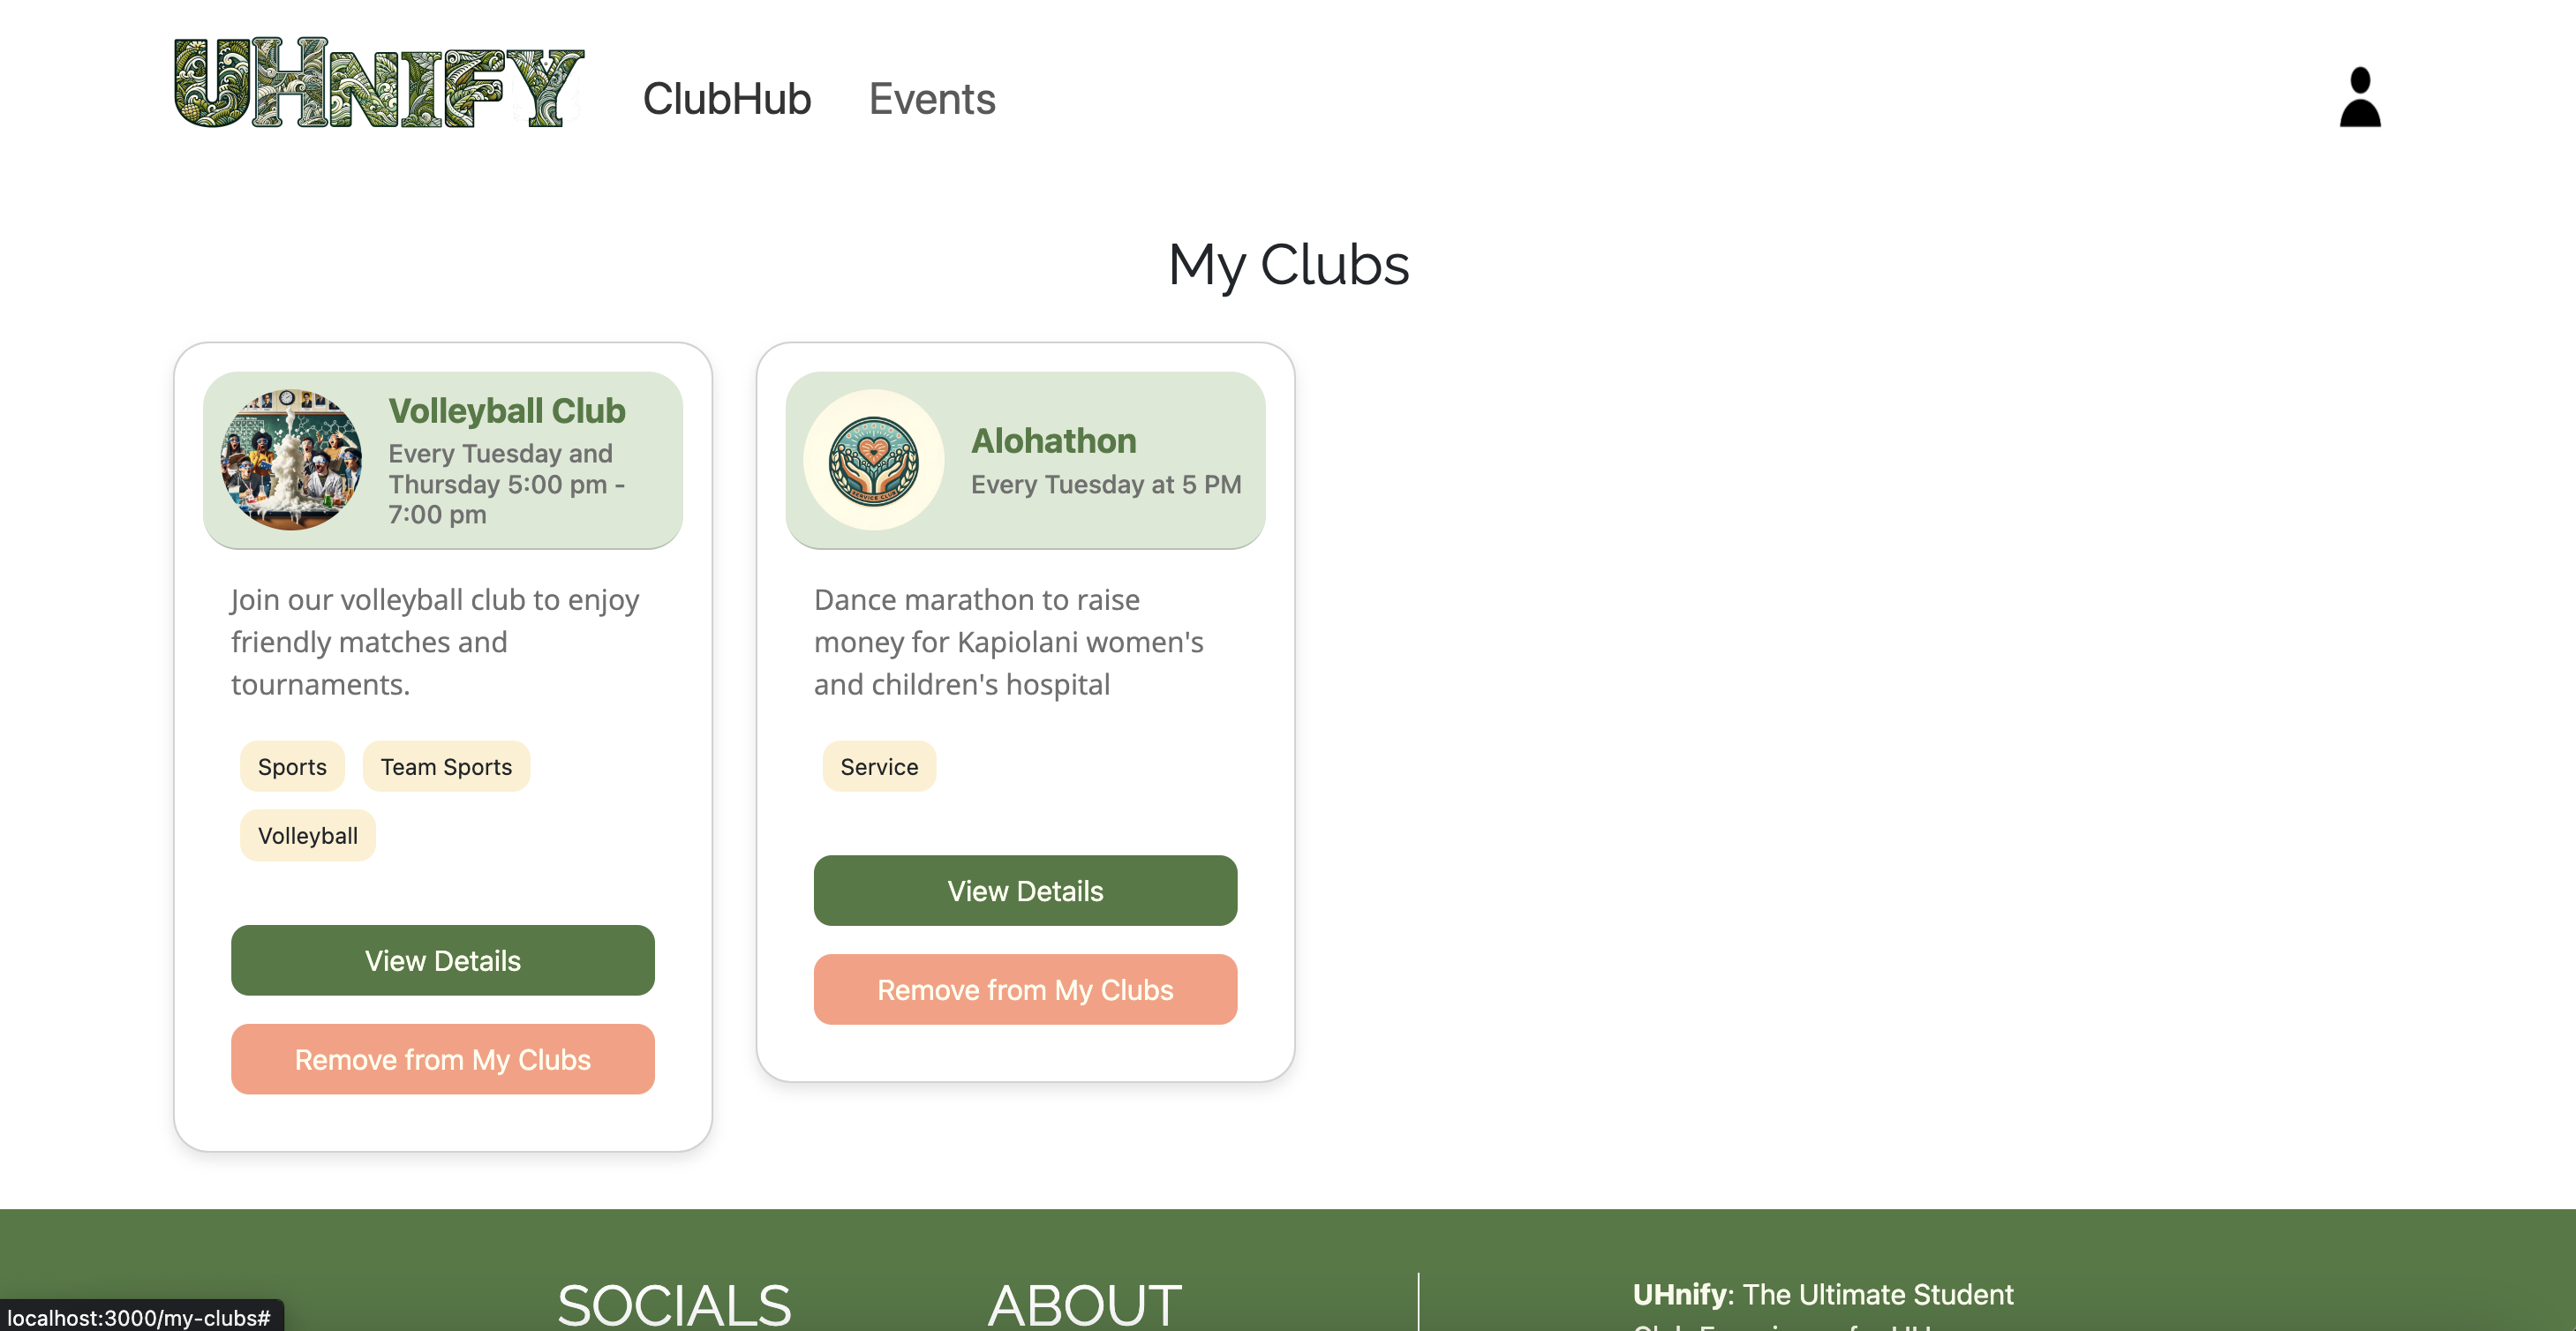 UHNIFY
ClubHub
Events
My Clubs
Volleyball Club
Every Tuesday and
Thursday 5:00 pm -
7:00 pm
Join our volleyball club to enjoy
friendly matches and
tournaments.
Sports
Team Sports
Volleyball
View Details
Remove from My Clubs
SERVICE CLUB
Alohathon
Every Tuesday at 5 PM
Dance marathon to raise
money for Kapiolani women's
and children's hospital
Service
View Details
Remove from My Clubs
SOCIALS
ABOUT
UHnify: The Ultimate Student
localhost:3000/my-clubs#